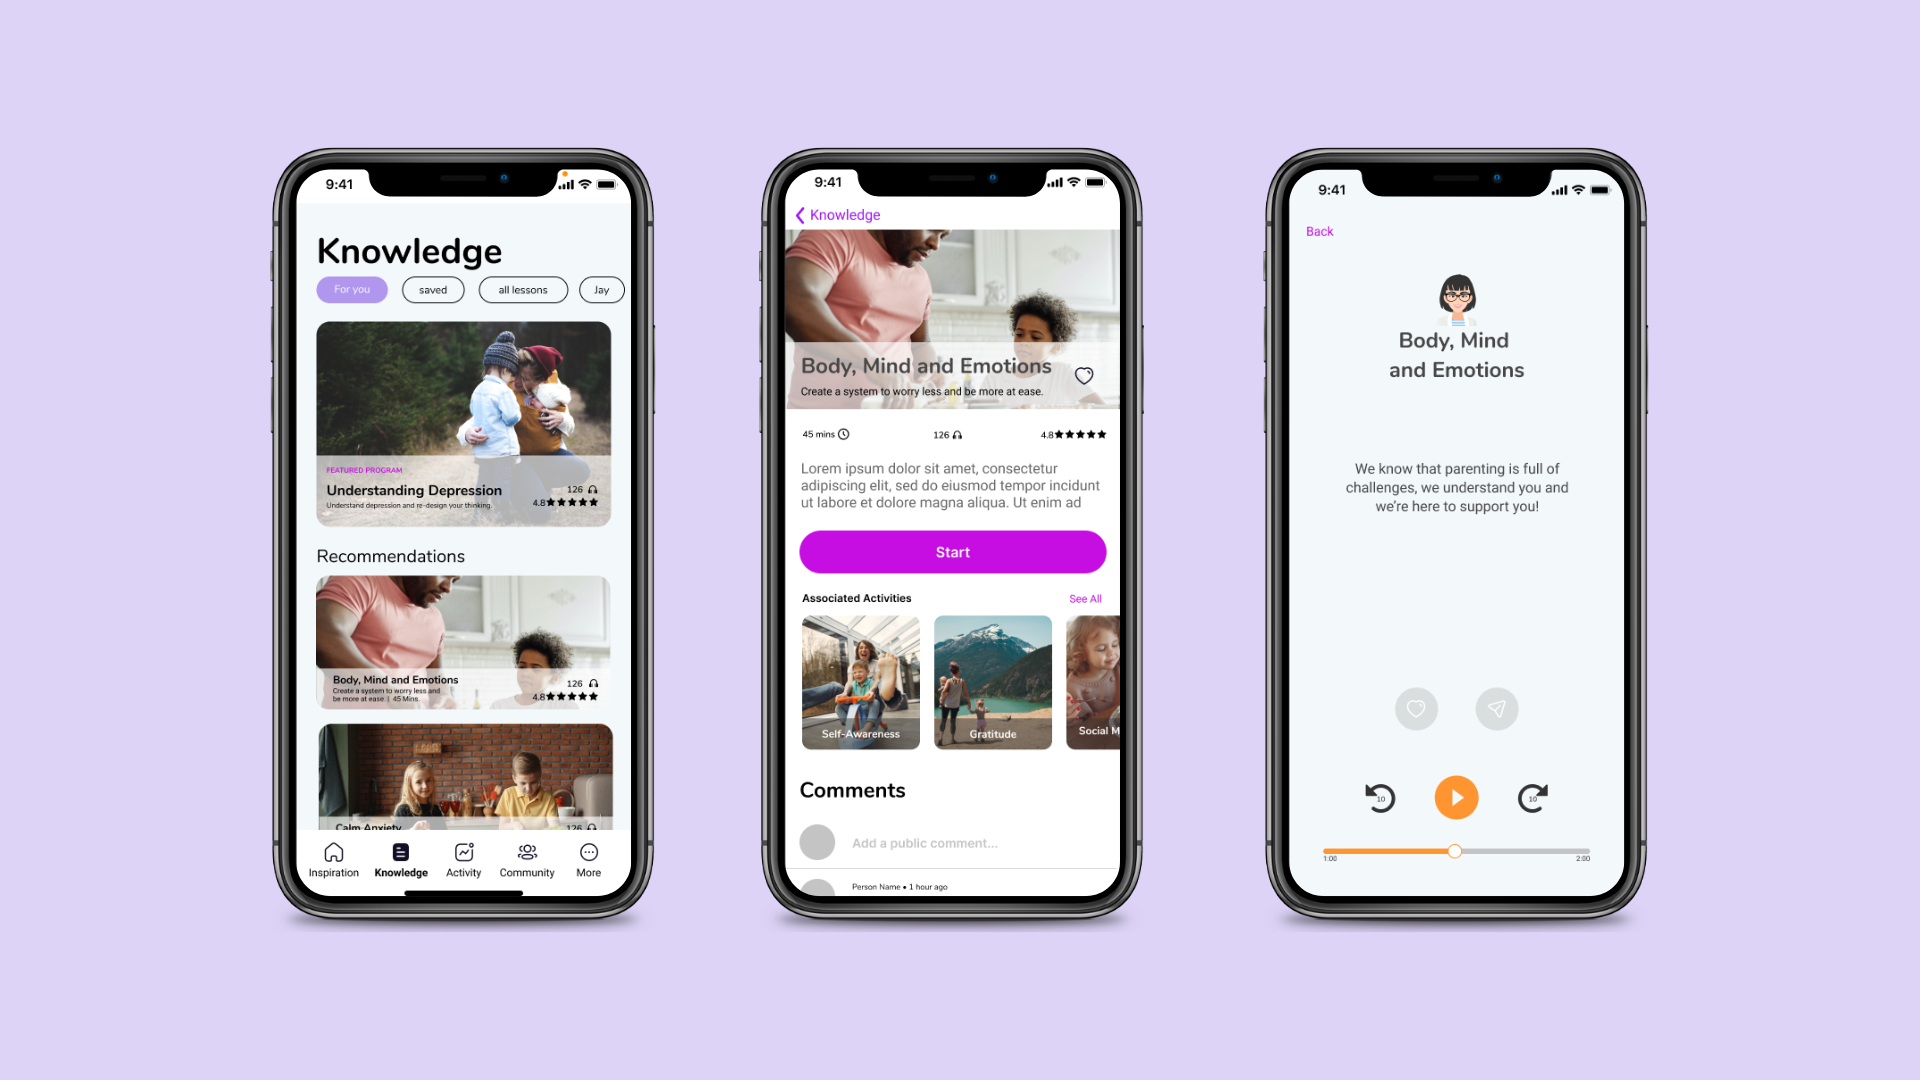 9:41
Knowledge
For you
saved
all lessons
Jay
FEATURED PROGRAM
Understanding Depression
126
Understand depression and re-design your thinking.
4.8
Recommendations
Body, Mind and Emotions
126
Create a system to worry less and
be more at ease | 45 Mins.
4.8
Calm Anxiety
126
Inspiration
Knowledge
Activity
Community
More
9:41
Knowledge
Body, Mind and Emotions
Create a system to worry less and be more at ease.
45 mins
126
4.8
Lorem ipsum dolor sit amet, consectetur
adipiscing elit, sed do eiusmod tempor incidunt
ut labore et dolore magna aliqua. Ut enim ad
Start
Associated Activities
See All
Self-Awareness
Gratitude
Social M
Comments
Add a public comment...
Person Name • 1 hour ago
9:41
Back
Body, Mind
and Emotions
We know that parenting is full of
challenges, we understand you and
we're here to support you!
10
10
1:00
2:00